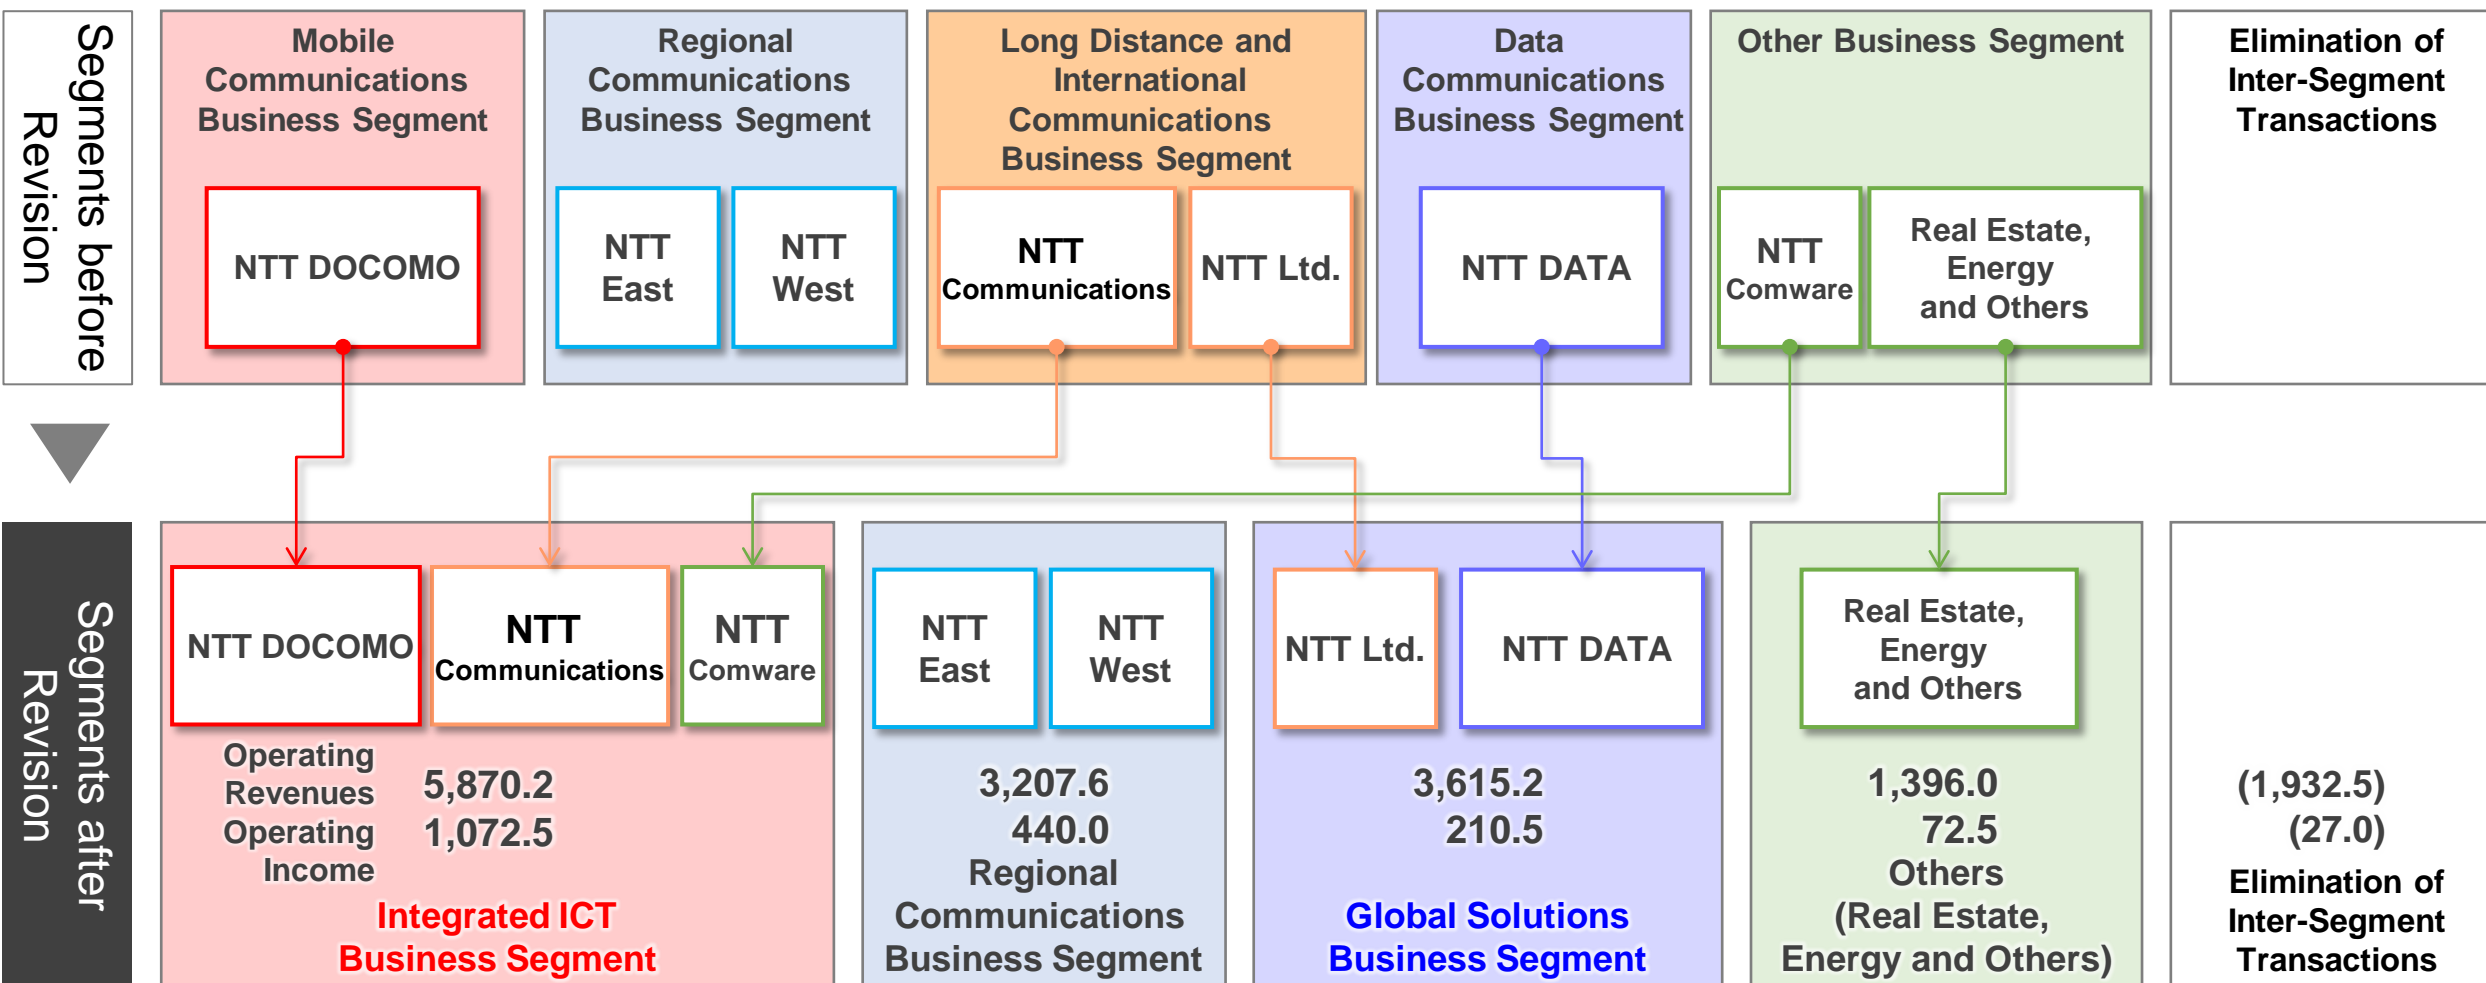 Segments before
Revision
Mobile
Communications
Business Segment
NTT DOCOMO
Regional
Communications
Business Segment
NTT
East
NTT
West
Long Distance and
International
Communications
Business Segment
NTT
Communications
NTT Ltd.
Data
Communications
Business Segment
NTT DATA
Other Business Segment
NTT
Comware
Real Estate,
Energy
and Others
Elimination of
Inter-Segment
Transactions
Segments after
Revision
NTT DOCOMO
NTT
Communications
NTT
Comware
Operating
Revenues
5,870.2
Operating
Income
1,072.5
Integrated ICT
Business Segment
NTT
East
NTT
West
3,207.6
440.0
Regional
Communications
Business Segment
NTT Ltd.
NTT DATA
3,615.2
210.5
Global Solutions
Business Segment
Real Estate,
Energy
and Others
1,396.0
72.5
Others
(Real Estate,
Energy and Others)
(1,932.5)
(27.0)
Elimination of
Inter-Segment
Transactions